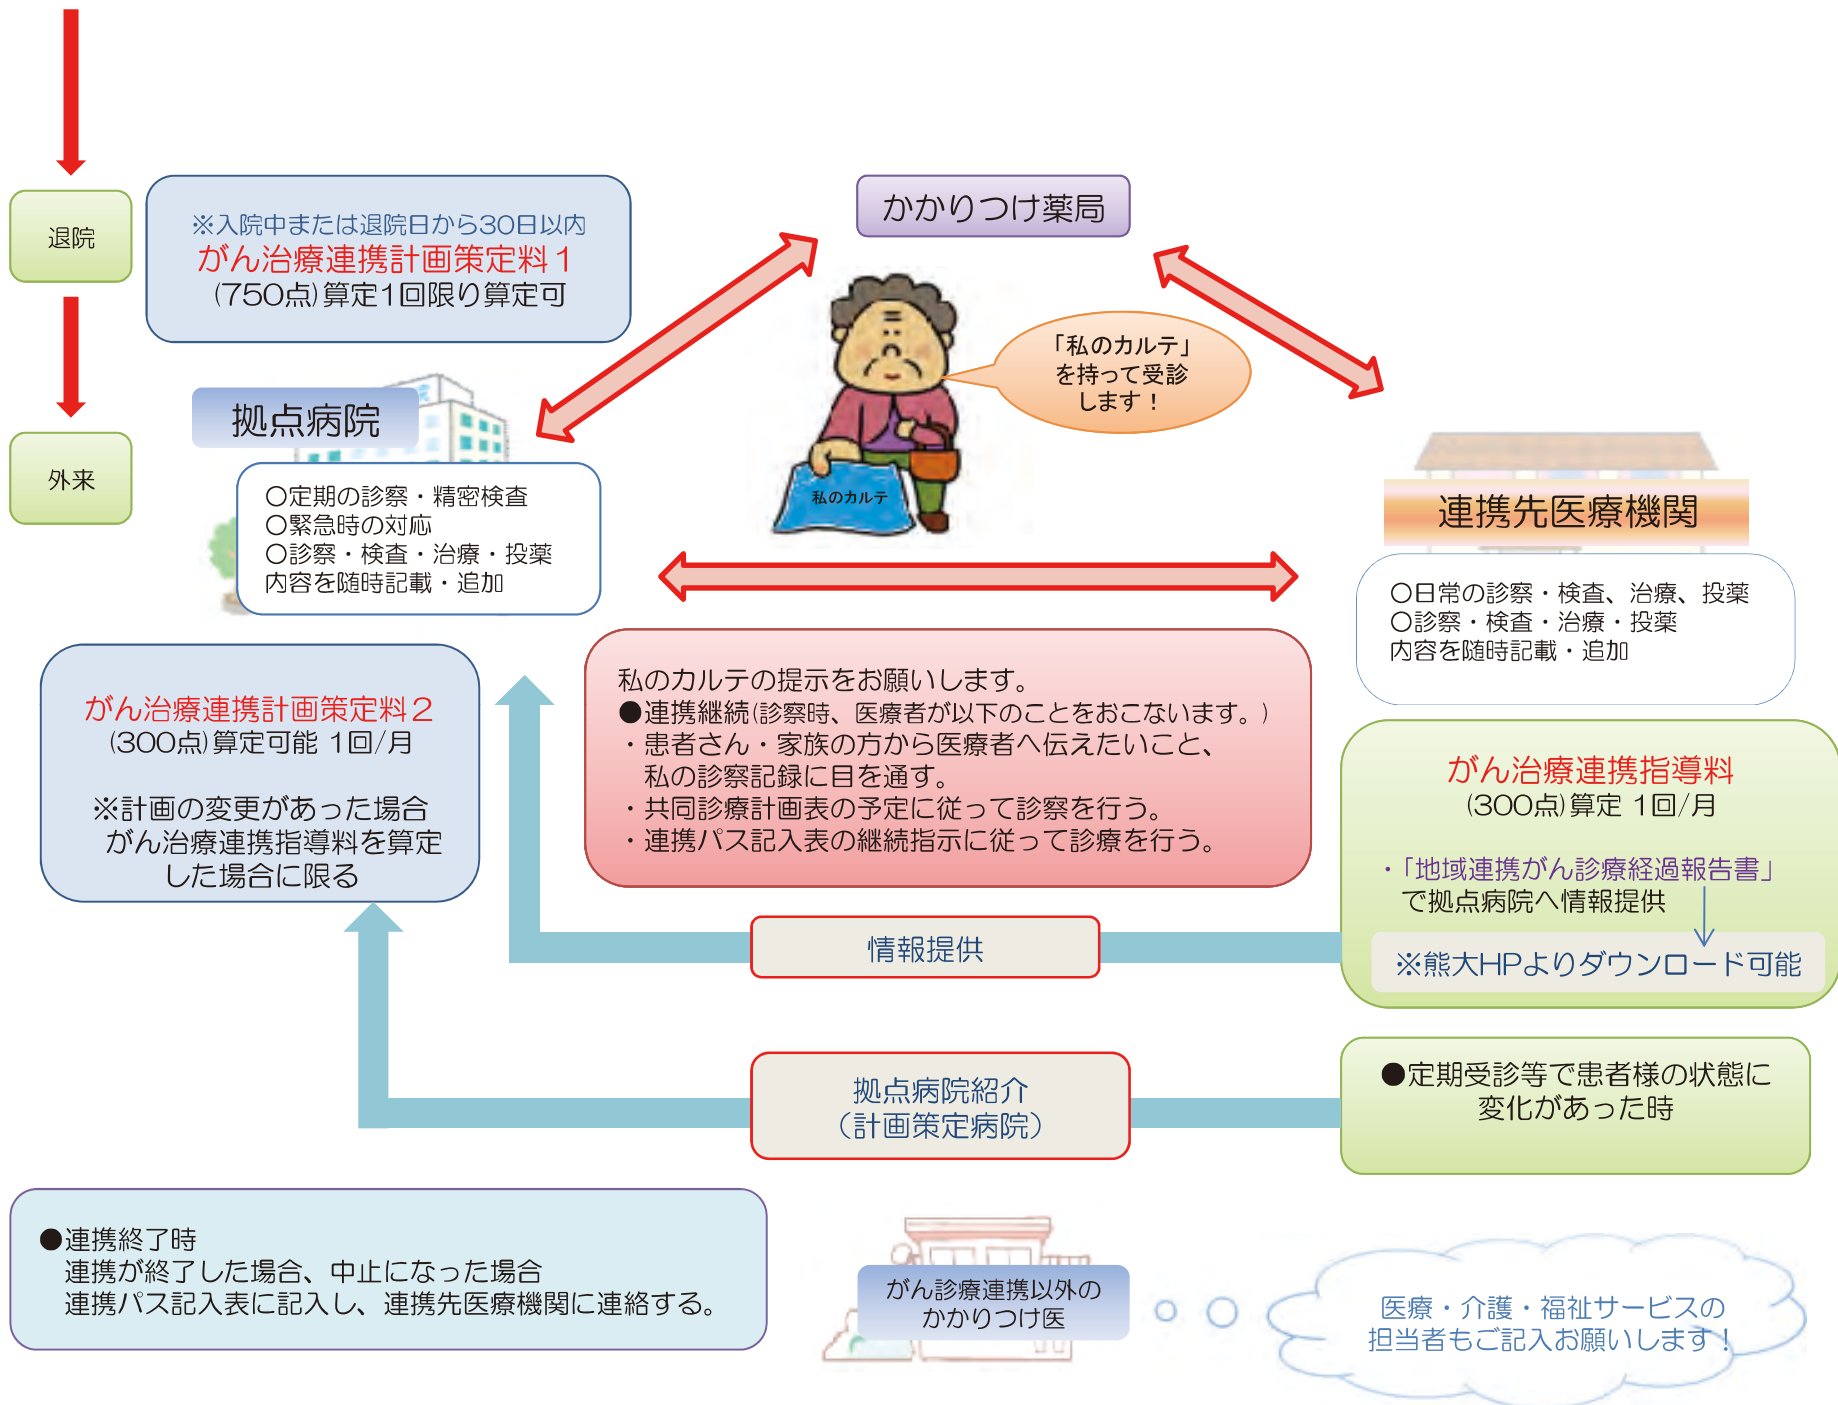 退院
※入院中または退院日から30日以内
がん治療連携計画策定料1
(750点)算定1回限り算定可
かかりつけ薬局
「私のカルテ」
を持って受診
します！
私のカルテ
拠点病院
外来
○定期の診察・精密検査
○緊急時の対応
○診察・検査・治療・投薬
内容を随時記載・追加
連携先医療機関
○日常の診察・検査、治療、投薬
○診察・検査・治療・投薬
内容を随時記載・追加
がん治療連携計画策定料2
(300点)算定可能 1回/月
※計画の変更があった場合
がん治療連携指導料を算定
した場合に限る
私のカルテの提示をお願いします。
●連携継続(診察時、医療者が以下のことをおこないます。)
・患者さん・家族の方から医療者へ伝えたいこと、
私の診察記録に目を通す。
・共同診療計画表の予定に従って診察を行う。
・連携パス記入表の継続指示に従って診療を行う。
がん治療連携指導料
(300点)算定 1回/月
・「地域連携がん診療経過報告書」
で拠点病院へ情報提供
※熊大HPよりダウンロード可能
情報提供
拠点病院紹介
（計画策定病院）
●定期受診等で患者様の状態に
変化があった時
●連携終了時
連携が終了した場合、中止になった場合
連携パス記入表に記入し、連携先医療機関に連絡する。
がん診療連携以外の
かかりつけ医
医療・介護・福祉サービスの
担当者もご記入お願いします！